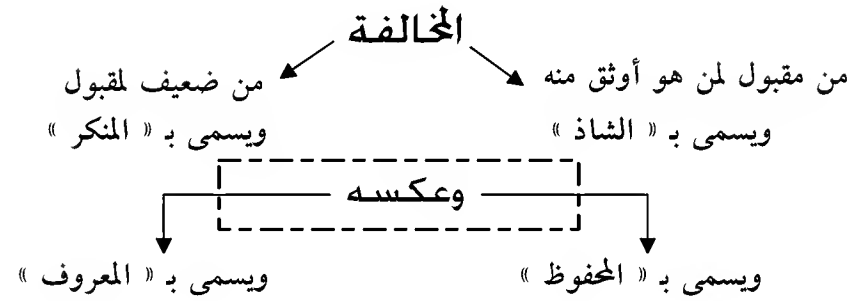 المخالفة
من مقبول لمن هو أوثق منه
ويسمى بـ « الشاذ »
من ضعيف لمقبول
ويسمى بـ « المنكر »
وعكسه
ويسمى بـ « المحفوظ »
ويسمى بـ « المعروف »